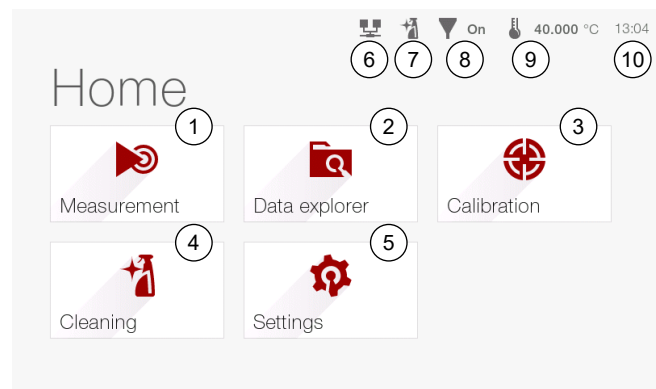 On 40.000 °C 13:04
6 7 8 9 10
Home
1 2 3
Measurement Data explorer Calibration
4 5
Cleaning Settings